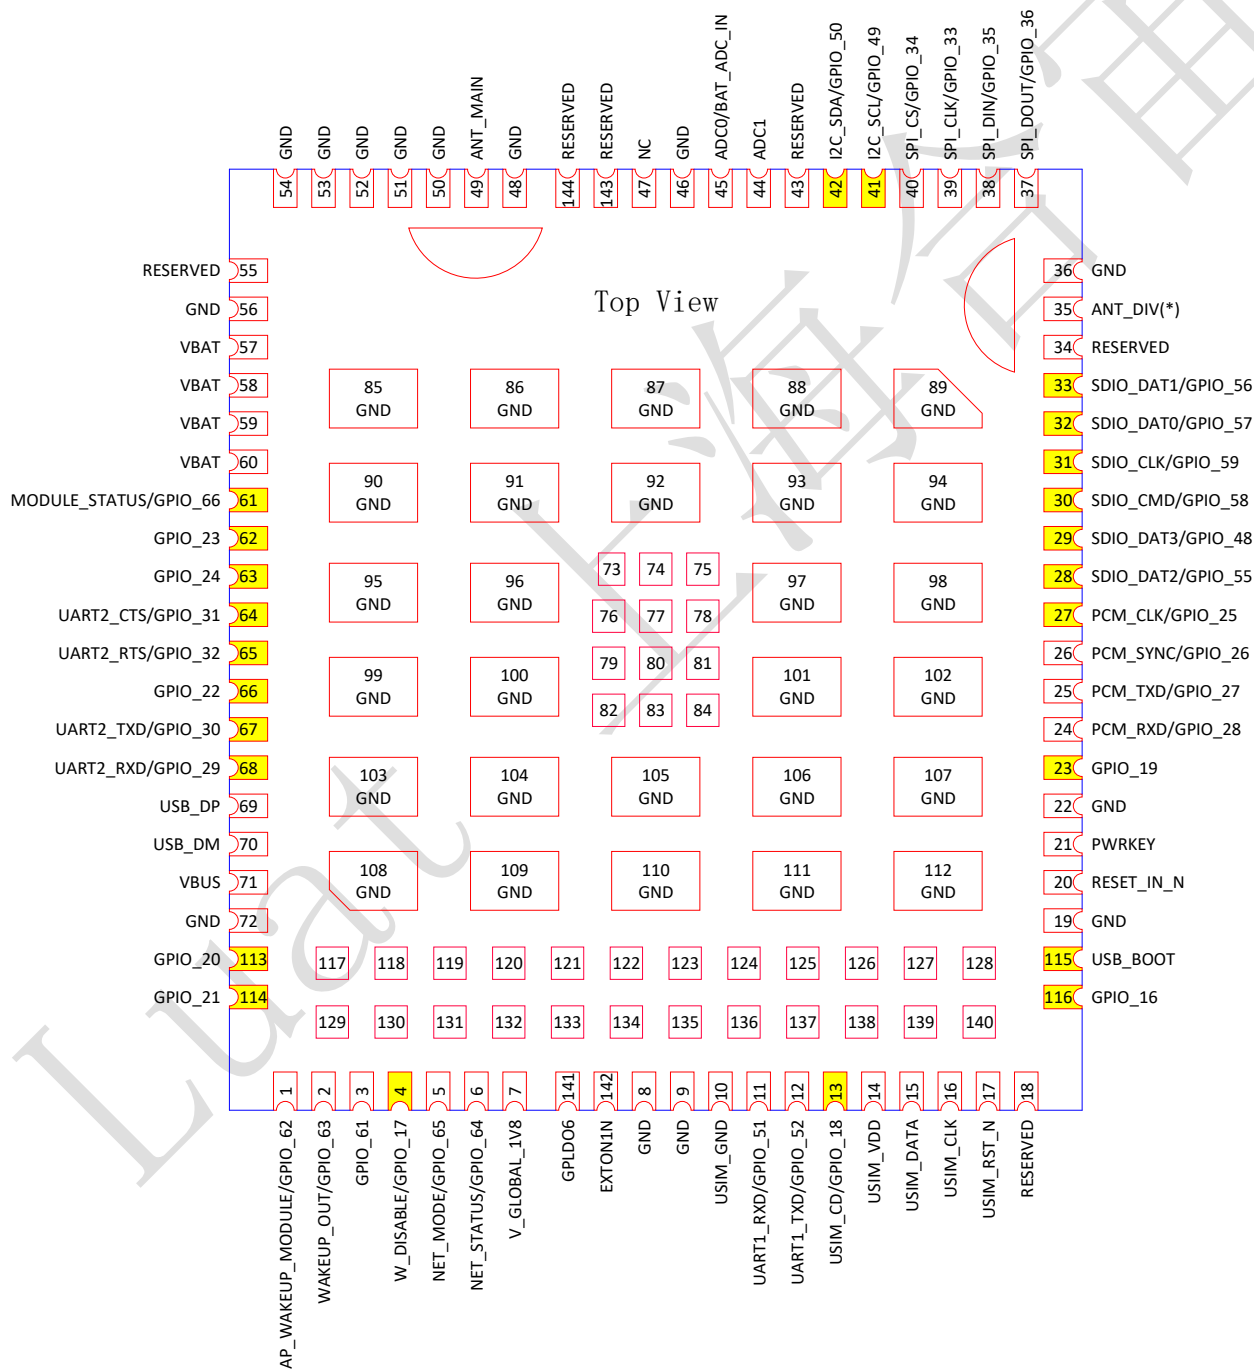 GND
GND
GND
GND
GND
ANT_MAIN
GND
RESERVED
RESERVED
NC
GND
ADC0/BAT_ADC_IN
ADC1
RESERVED
I2C_SDA/GPIO_50
I2C_SCL/GPIO_49
SPI_CS/GPIO_34
SPI_CLK/GPIO_33
SPI_DIN/GPIO_35
SPI_DOUT/GPIO_36
54 53 52 51 50 49 48 144 143 47 46 45 44 43 42 41 40 39 38 37
RESERVED 55
GND 56
VBAT 57
VBAT 58
VBAT 59
VBAT 60
MODULE_STATUS/GPIO_66 61
GPIO_23 62
GPIO_24 63
UART2_CTS/GPIO_31 64
UART2_RTS/GPIO_32 65
GPIO_22 66
UART2_TXD/GPIO_30 67
UART2_RXD/GPIO_29 68
USB_DP 69
USB_DM 70
VBUS 71
GND 72
GPIO_20 113
GPIO_21 114
Top View
85 86 87 88 89
GND GND GND GND GND
90 91 92 93 94
GND GND GND GND GND
73 74 75
95 96 97 98
GND GND GND GND
76 77 78
79 80 81
99 100 101 102
GND GND GND GND
82 83 84
103 104 105 106 107
GND GND GND GND GND
108 109 110 111 112
GND GND GND GND GND
117 118 119 120 121 122 123 124 125 126 127 128
129 130 131 132 133 134 135 136 137 138 139 140
36 GND
35 ANT_DIV(*)
34 RESERVED
33 SDIO_DAT1/GPIO_56
32 SDIO_DAT0/GPIO_57
31 SDIO_CLK/GPIO_59
30 SDIO_CMD/GPIO_58
29 SDIO_DAT3/GPIO_48
28 SDIO_DAT2/GPIO_55
27 PCM_CLK/GPIO_25
26 PCM_SYNC/GPIO_26
25 PCM_TXD/GPIO_27
24 PCM_RXD/GPIO_28
23 GPIO_19
22 GND
21 PWRKEY
20 RESET_IN_N
19 GND
115 USB_BOOT
116 GPIO_16
1 2 3 4 5 6 7 141 142 8 9 10 11 12 13 14 15 16 17 18
AP_WAKEUP_MODULE/GPIO_62
WAKEUP_OUT/GPIO_63
GPIO_61
W_DISABLE/GPIO_17
NET_MODE/GPIO_65
NET_STATUS/GPIO_64
V_GLOBAL_1V8
GPLDO6
EXTON1N
GND
GND
USIM_GND
UART1_RXD/GPIO_51
UART1_TXD/GPIO_52
USIM_CD/GPIO_18
USIM_VDD
USIM_DATA
USIM_CLK
USIM_RST_N
RESERVED
Luat 上海合宙